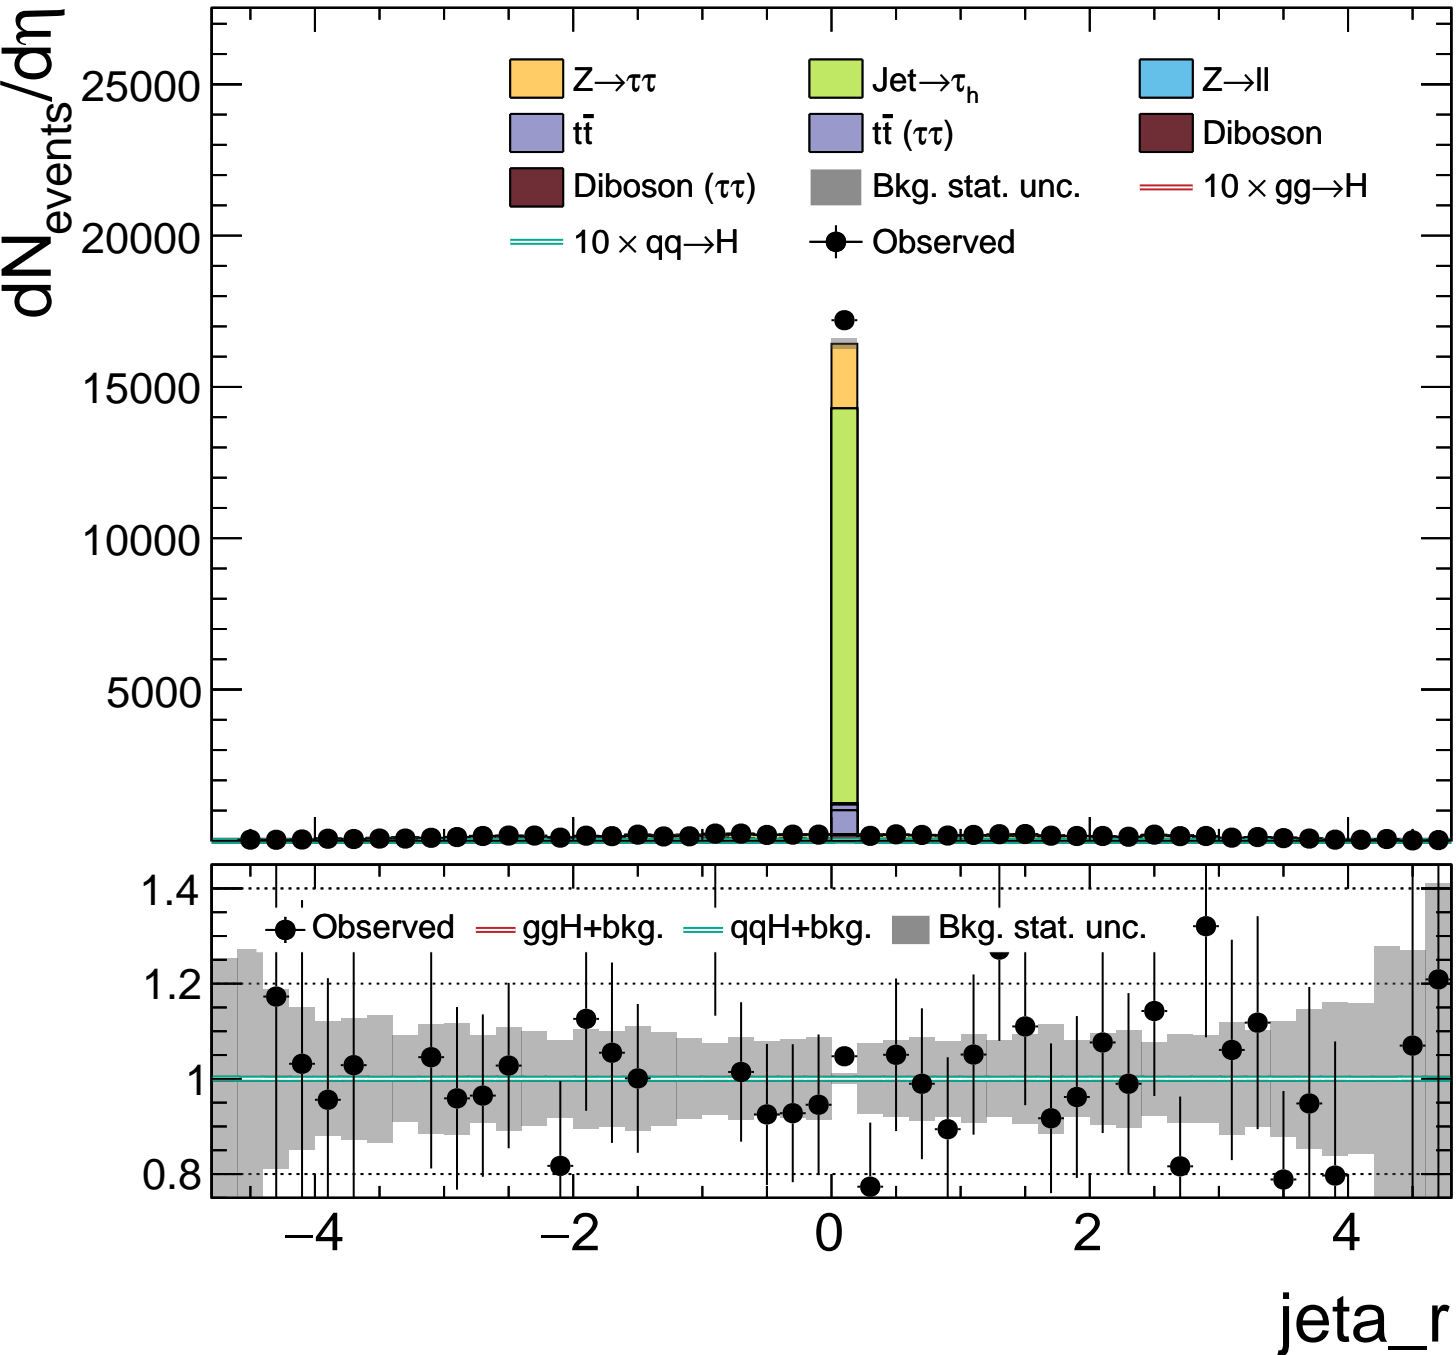 dN_events/dη
25000
20000
15000
10000
5000
Z→ττ
Jet→τ_h
Z→ll
tt̄
tt̄ (ττ)
Diboson
Diboson (ττ)
Bkg. stat. unc.
10 × gg→H
10 × qq→H
Observed
1.4
1.2
1
0.8
Observed
ggH+bkg.
qqH+bkg.
Bkg. stat. unc.
−4
−2
0
2
4
jeta_r